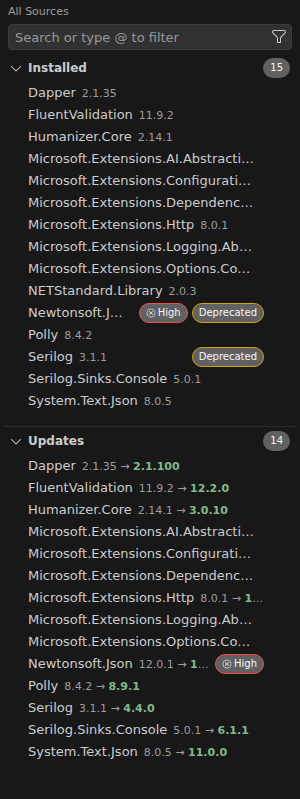 All Sources
Search or type @ to filter
Installed 15
Dapper 2.1.35
FluentValidation 11.9.2
Humanizer.Core 2.14.1
Microsoft.Extensions.AI.Abstracti...
Microsoft.Extensions.Configurati...
Microsoft.Extensions.Dependenc...
Microsoft.Extensions.Http 8.0.1
Microsoft.Extensions.Logging.Ab...
Microsoft.Extensions.Options.Co...
NETStandard.Library 2.0.3
Newtonsoft.J... High Deprecated
Polly 8.4.2
Serilog 3.1.1 Deprecated
Serilog.Sinks.Console 5.0.1
System.Text.Json 8.0.5
Updates 14
Dapper 2.1.35 → 2.1.100
FluentValidation 11.9.2 → 12.2.0
Humanizer.Core 2.14.1 → 3.0.10
Microsoft.Extensions.AI.Abstracti...
Microsoft.Extensions.Configurati...
Microsoft.Extensions.Dependenc...
Microsoft.Extensions.Http 8.0.1 → 1...
Microsoft.Extensions.Logging.Ab...
Microsoft.Extensions.Options.Co...
Newtonsoft.Json 12.0.1 → 1... High
Polly 8.4.2 → 8.9.1
Serilog 3.1.1 → 4.4.0
Serilog.Sinks.Console 5.0.1 → 6.1.1
System.Text.Json 8.0.5 → 11.0.0